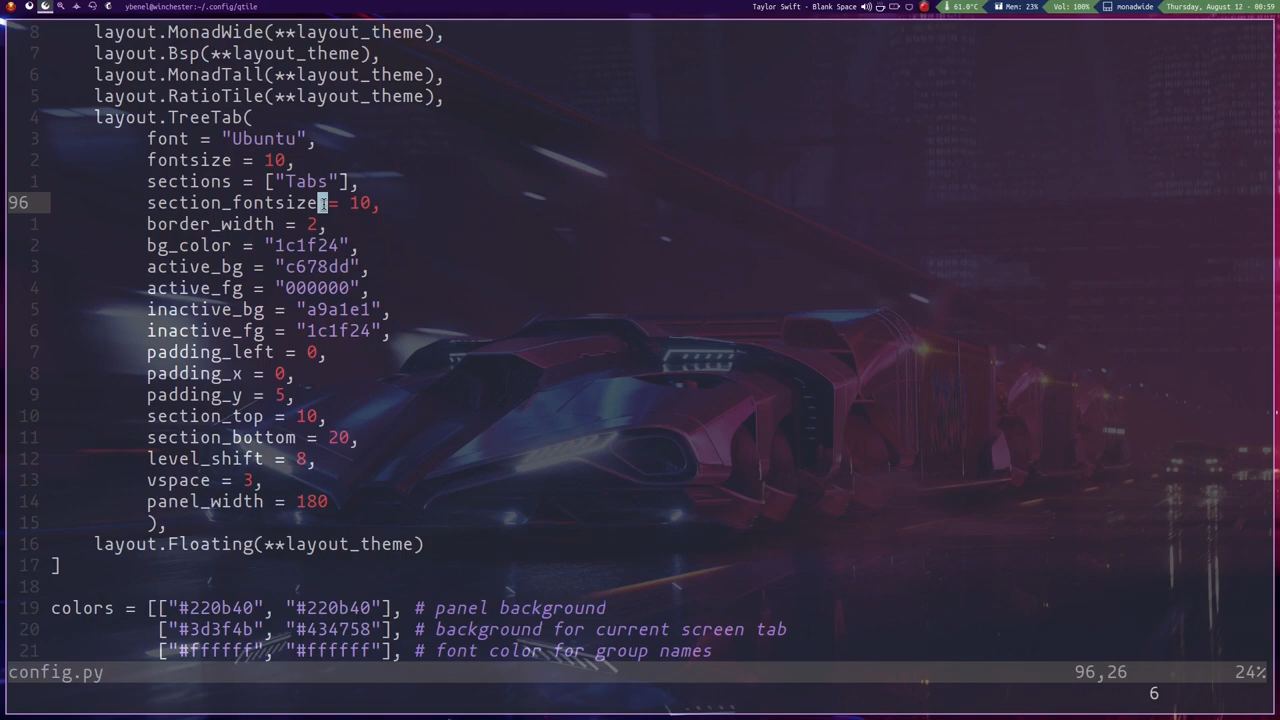 ybenel@winchester:~/.config/qtile
Taylor Swift - Blank Space
61.0°C
Mem: 23%
Vol: 100%
monadwide
Thursday, August 12 - 00:59
8 layout.MonadWide(**layout_theme),
7 layout.Bsp(**layout_theme),
6 layout.MonadTall(**layout_theme),
5 layout.RatioTile(**layout_theme),
4 layout.TreeTab(
3 font = "Ubuntu",
2 fontsize = 10,
1 sections = ["Tabs"],
96 section_fontsize = 10,
1 border_width = 2,
2 bg_color = "1c1f24",
3 active_bg = "c678dd",
4 active_fg = "000000",
5 inactive_bg = "a9a1e1",
6 inactive_fg = "1c1f24",
7 padding_left = 0,
8 padding_x = 0,
9 padding_y = 5,
10 section_top = 10,
11 section_bottom = 20,
12 level_shift = 8,
13 vspace = 3,
14 panel_width = 180
15 ),
16 layout.Floating(**layout_theme)
17 ]
18
19 colors = [["#220b40", "#220b40"], # panel background
20 ["#3d3f4b", "#434758"], # background for current screen tab
21 ["#ffffff", "#ffffff"], # font color for group names
config.py 96,26 24%
6